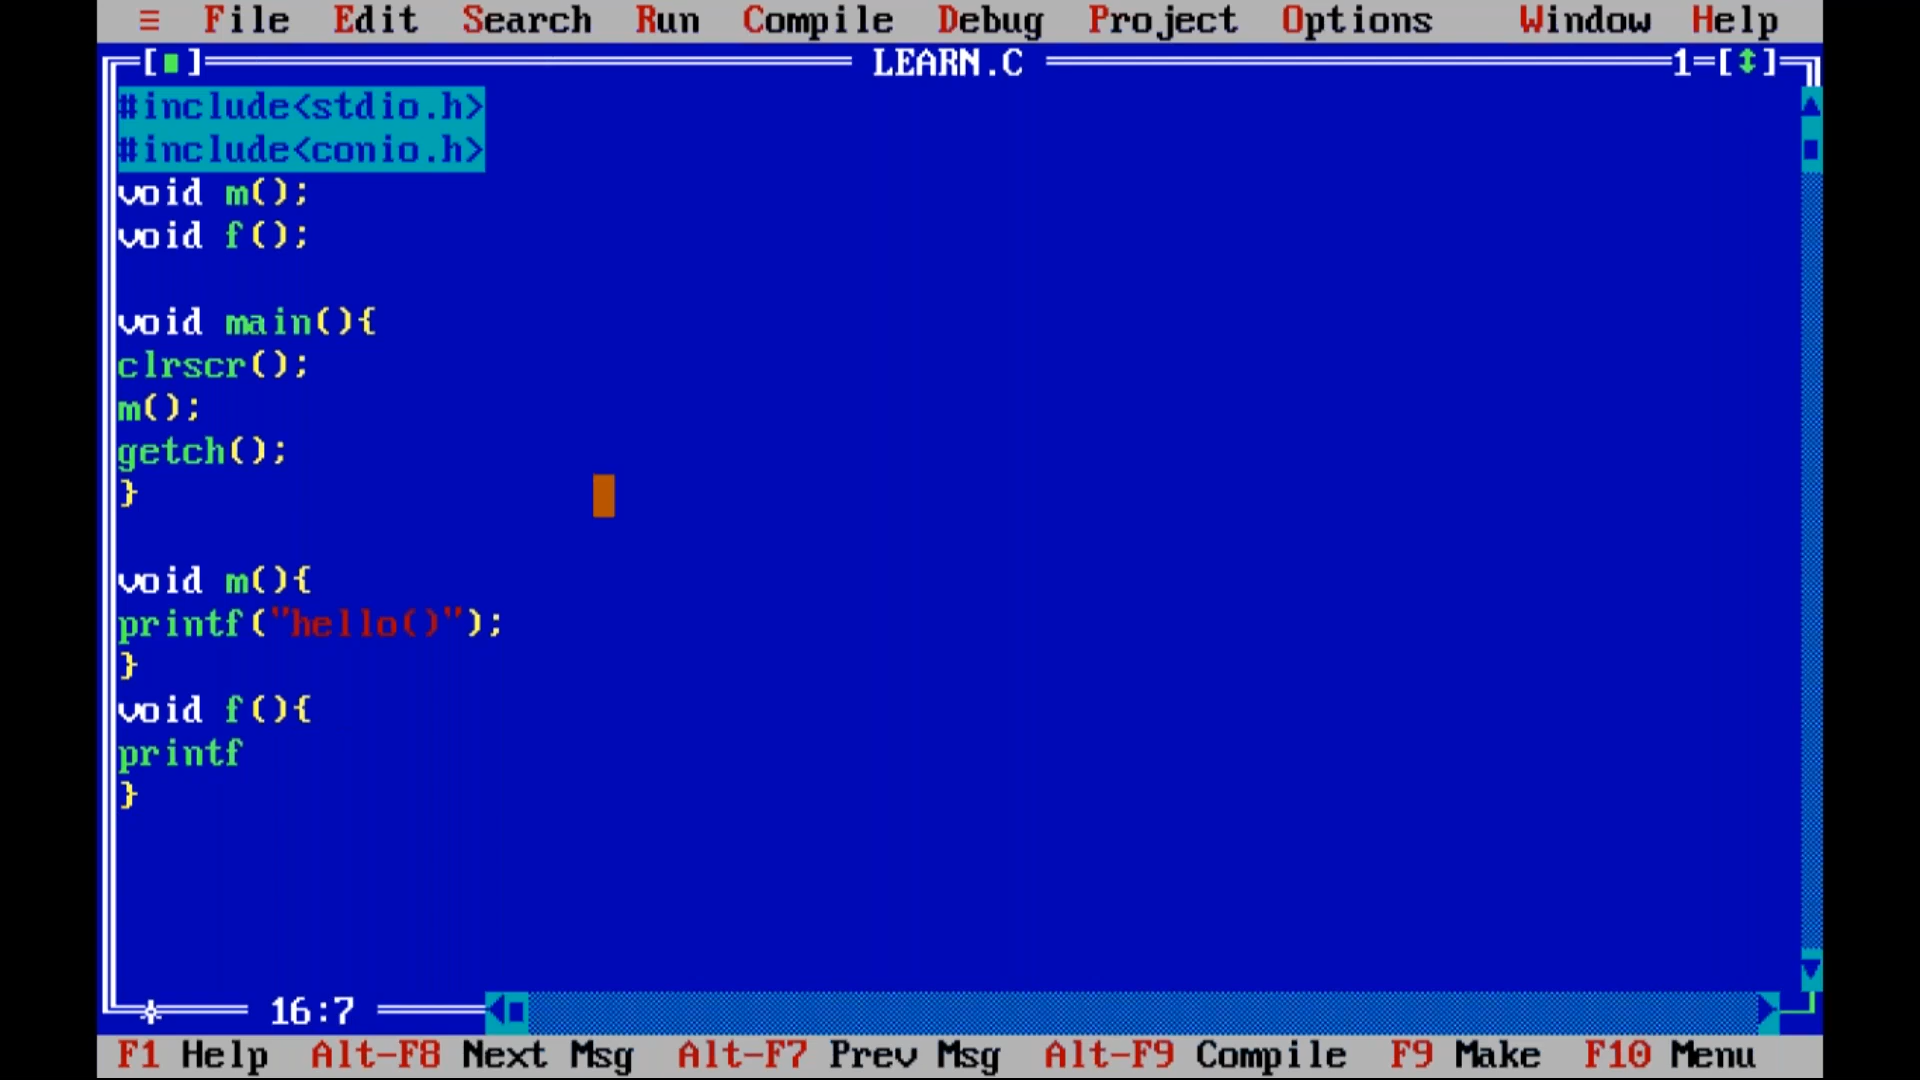 ≡ File Edit Search Run Compile Debug Project Options Window Help
[■] LEARN.C 1=[↕]
#include<stdio.h>
#include<conio.h>
void m();
void f();
void main(){
clrscr();
m();
getch();
}
void m(){
printf("hello()");
}
void f(){
printf
}
16:7
F1 Help Alt-F8 Next Msg Alt-F7 Prev Msg Alt-F9 Compile F9 Make F10 Menu